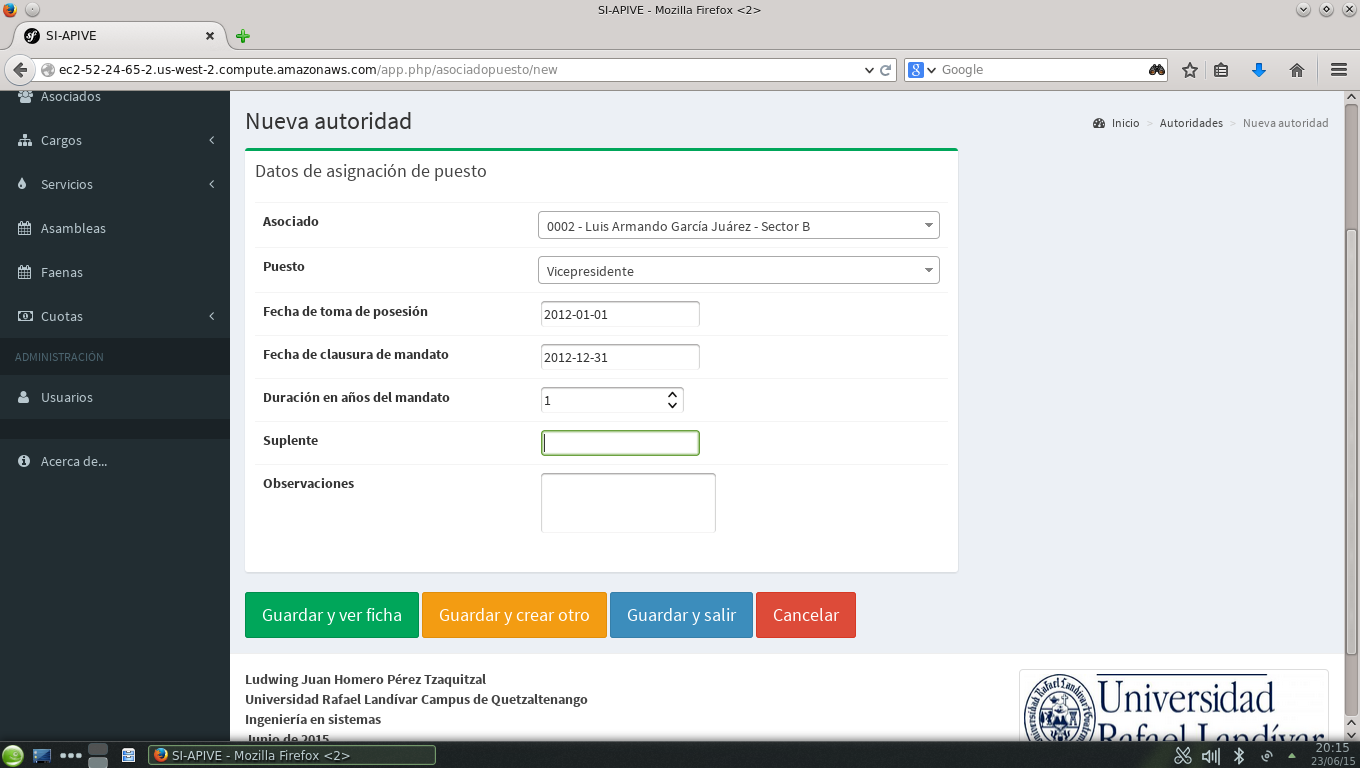 SI-APIVE - Mozilla Firefox <2>
SI-APIVE
ec2-52-24-65-2.us-west-2.compute.amazonaws.com/app.php/asociadopuesto/new
Google
Asociados
Cargos
Servicios
Asambleas
Faenas
Cuotas
ADMINISTRACIÓN
Usuarios
Acerca de...
Nueva autoridad
Inicio > Autoridades > Nueva autoridad
Datos de asignación de puesto
Asociado 0002 - Luis Armando García Juárez - Sector B
Puesto Vicepresidente
Fecha de toma de posesión 2012-01-01
Fecha de clausura de mandato 2012-12-31
Duración en años del mandato 1
Suplente
Observaciones
Guardar y ver ficha Guardar y crear otro Guardar y salir Cancelar
Ludwing Juan Homero Pérez Tzaquitzal
Universidad Rafael Landívar Campus de Quetzaltenango
Ingeniería en sistemas
Junio de 2015
Universidad
Rafael Landívar
SI-APIVE - Mozilla Firefox <2>
20:15
23/06/15